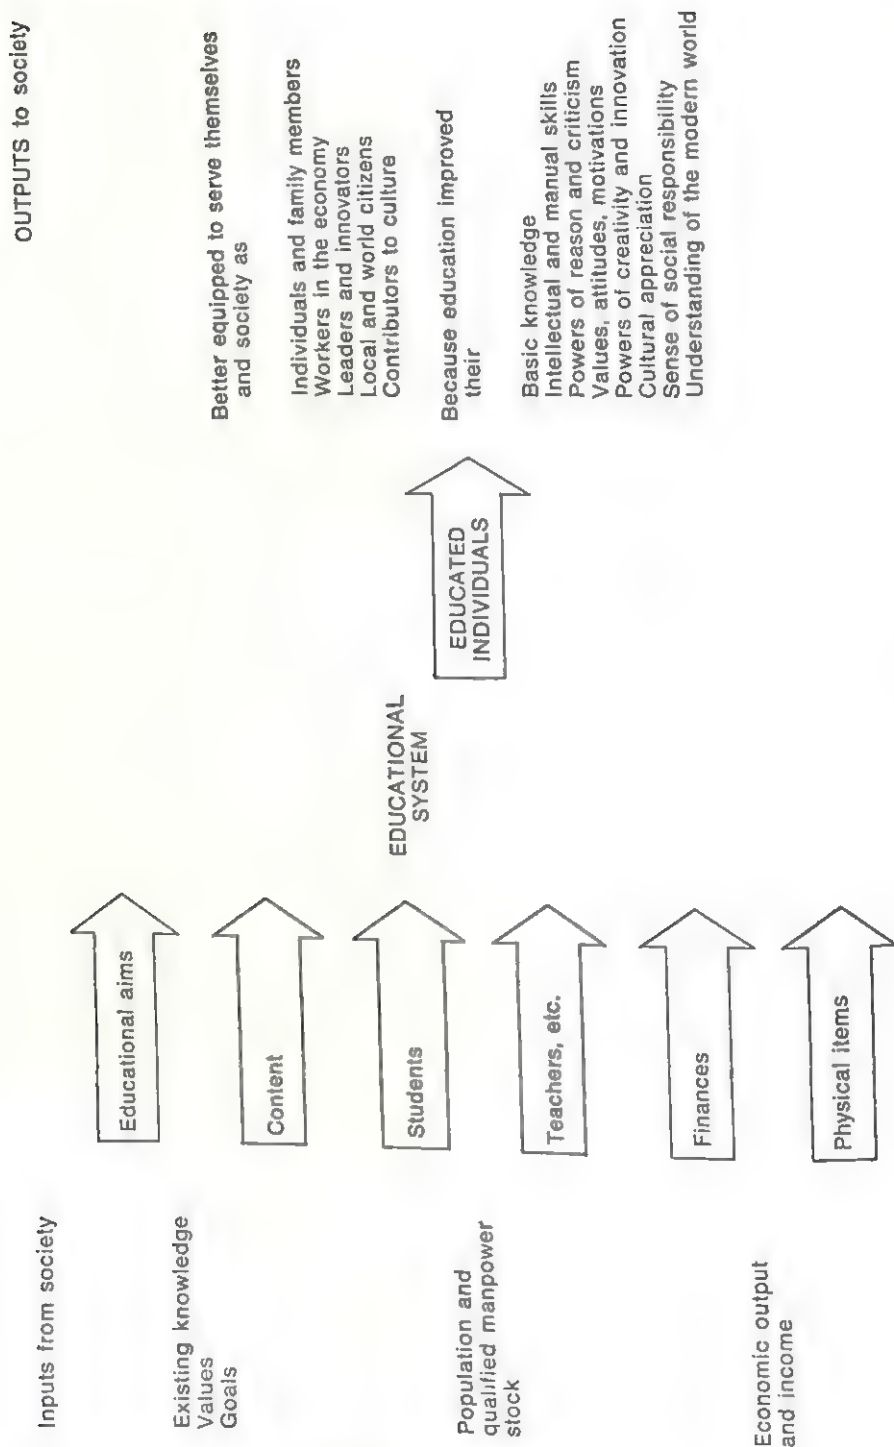 Inputs from society
Existing knowledge
Values
Goals
Population and
qualified manpower
stock
Economic output
and income
Educational aims
Content
Students
Teachers, etc.
Finances
Physical items
EDUCATIONAL
SYSTEM
EDUCATED
INDIVIDUALS
OUTPUTS to society
Better equipped to serve themselves
and society as
Individuals and family members
Workers in the economy
Leaders and innovators
Local and world citizens
Contributors to culture
Because education improved
their
Basic knowledge
Intellectual and manual skills
Powers of reason and criticism
Values, attitudes, motivations
Powers of creativity and innovation
Cultural appreciation
Sense of social responsibility
Understanding of the modern world